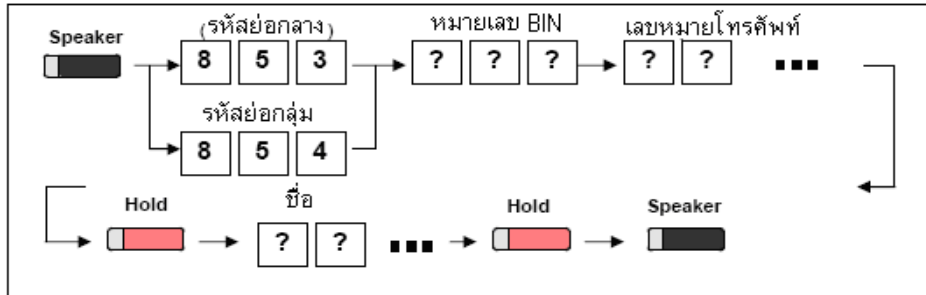 Speaker
(รหัสย่อกลาง)
8 5 3
รหัสย่อกลุ่ม
8 5 4
หมายเลข BIN
? ? ?
เลขหมายโทรศัพท์
? ? ...
Hold
ชื่อ
? ? ...
Hold
Speaker